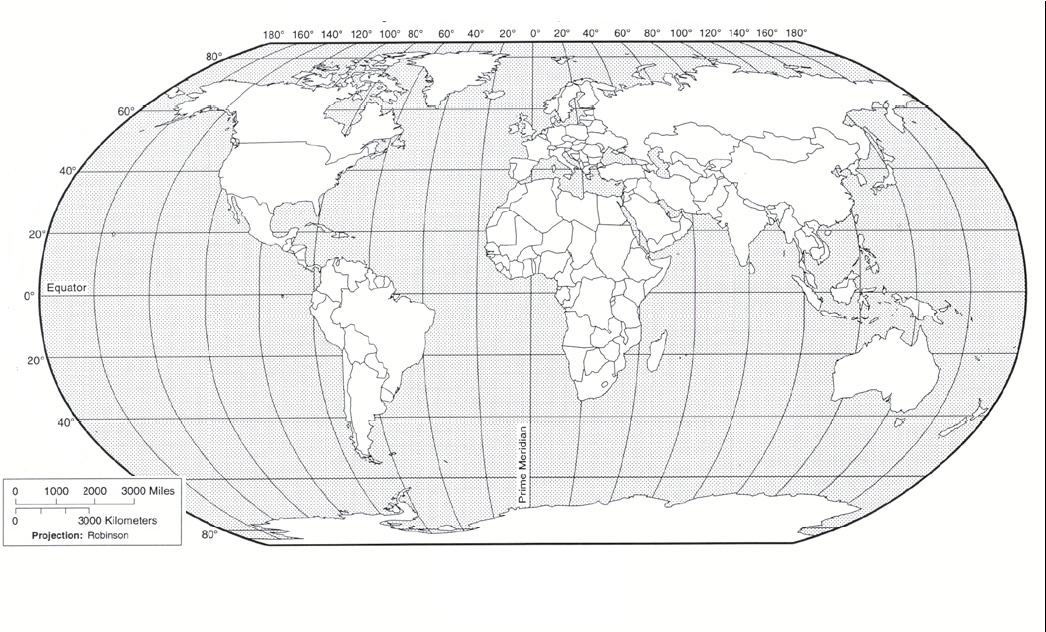 180° 160° 140° 120° 100° 80° 60° 40° 20° 0° 20° 40° 60° 80° 100° 120° 140° 160° 180°
80°
60°
40°
20°
Equator
0°
20°
40°
Prime Meridian
0 1000 2000 3000 Miles
0 3000 Kilometers
Projection: Robinson
80°